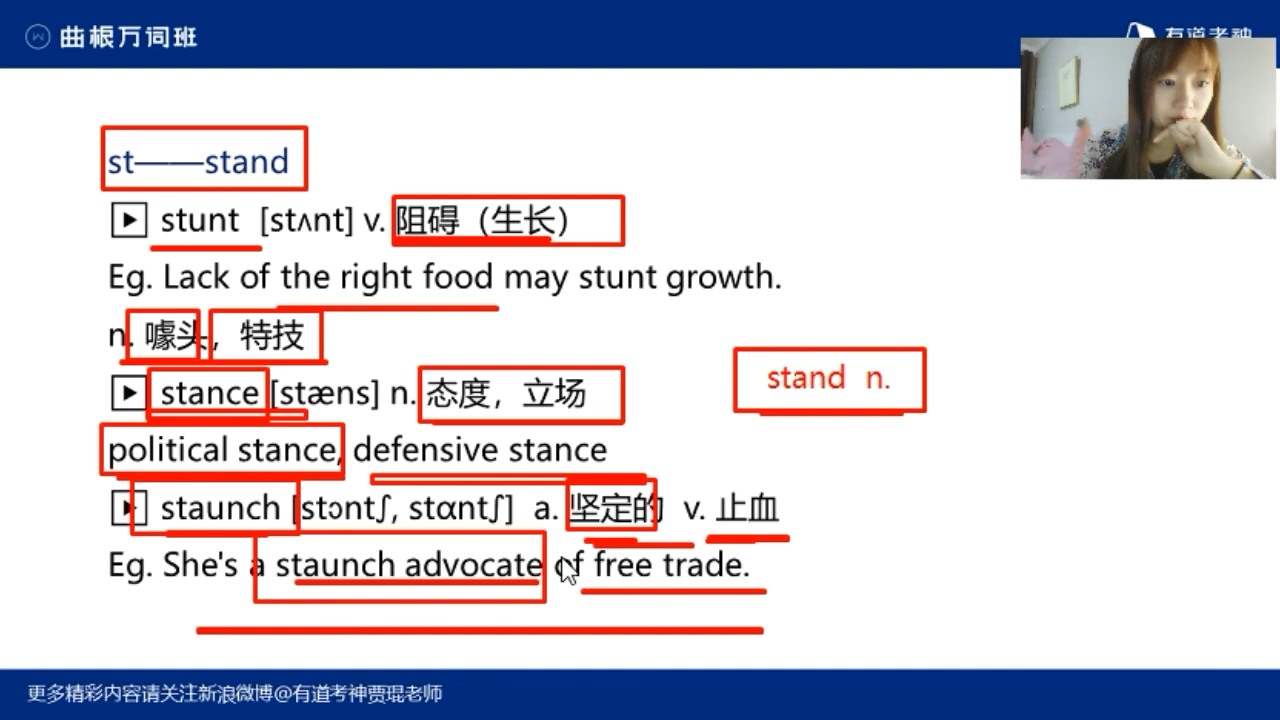 曲根万词班
有道考神
st——stand
stunt [stʌnt] v. 阻碍（生长）
Eg. Lack of the right food may stunt growth.
n. 噱头，特技
stance [stæns] n. 态度，立场
stand n.
political stance, defensive stance
staunch [stɔntʃ, stɑntʃ] a. 坚定的 v. 止血
Eg. She's a staunch advocate of free trade.
更多精彩内容请关注新浪微博@有道考神贾琨老师